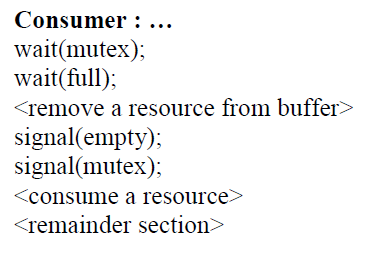 Consumer : …
wait(mutex);
wait(full);
<remove a resource from buffer>
signal(empty);
signal(mutex);
<consume a resource>
<remainder section>